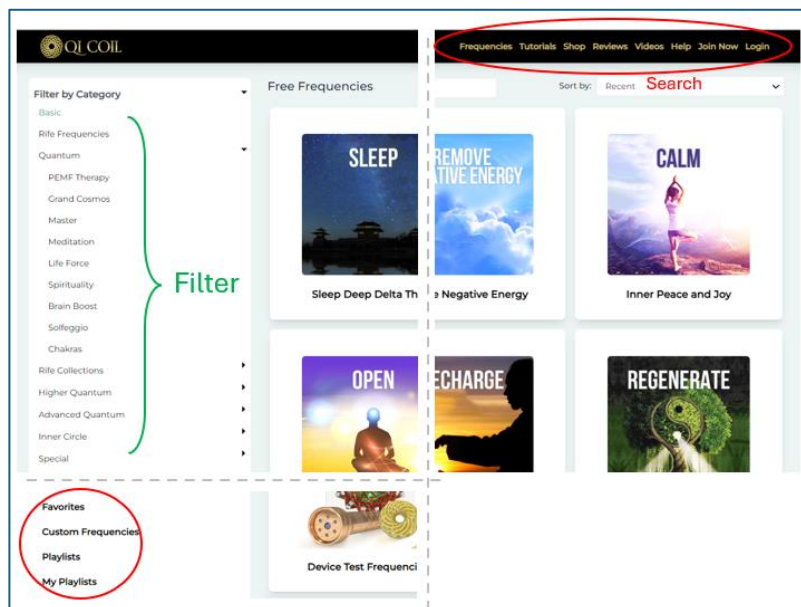 QI COIL
Frequencies Tutorials Shop Reviews Videos Help Join Now Login
Filter by Category
Basic
Rife Frequencies
Quantum
PEMF Therapy
Grand Cosmos
Master
Meditation
Life Force
Spirituality
Brain Boost
Solfeggio
Chakras
Rife Collections
Higher Quantum
Advanced Quantum
Inner Circle
Special
Filter
Favorites
Custom Frequencies
Playlists
My Playlists
Free Frequencies
Sort by: Recent Search
SLEEP
Sleep Deep Delta Th
REMOVE
ATIVE ENERGY
e Negative Energy
CALM
Inner Peace and Joy
OPEN
ECHARGE
REGENERATE
Device Test Frequenci